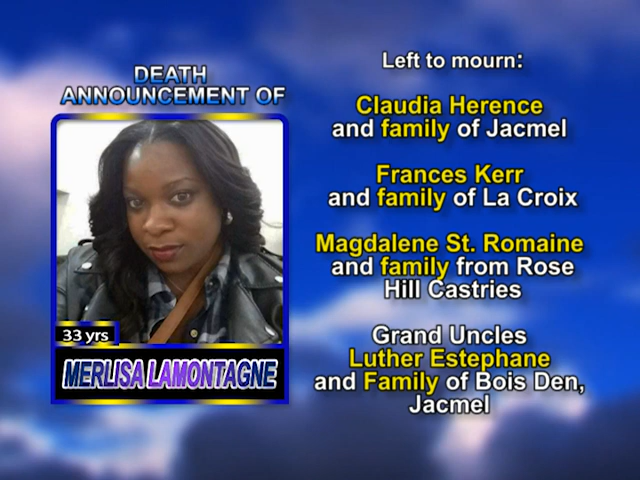 DEATH
ANNOUNCEMENT OF
33 yrs
MERLISA LAMONTAGNE
Left to mourn:
Claudia Herence
and family of Jacmel
Frances Kerr
and family of La Croix
Magdalene St. Romaine
and family from Rose
Hill Castries
Grand Uncles
Luther Estephane
and Family of Bois Den,
Jacmel